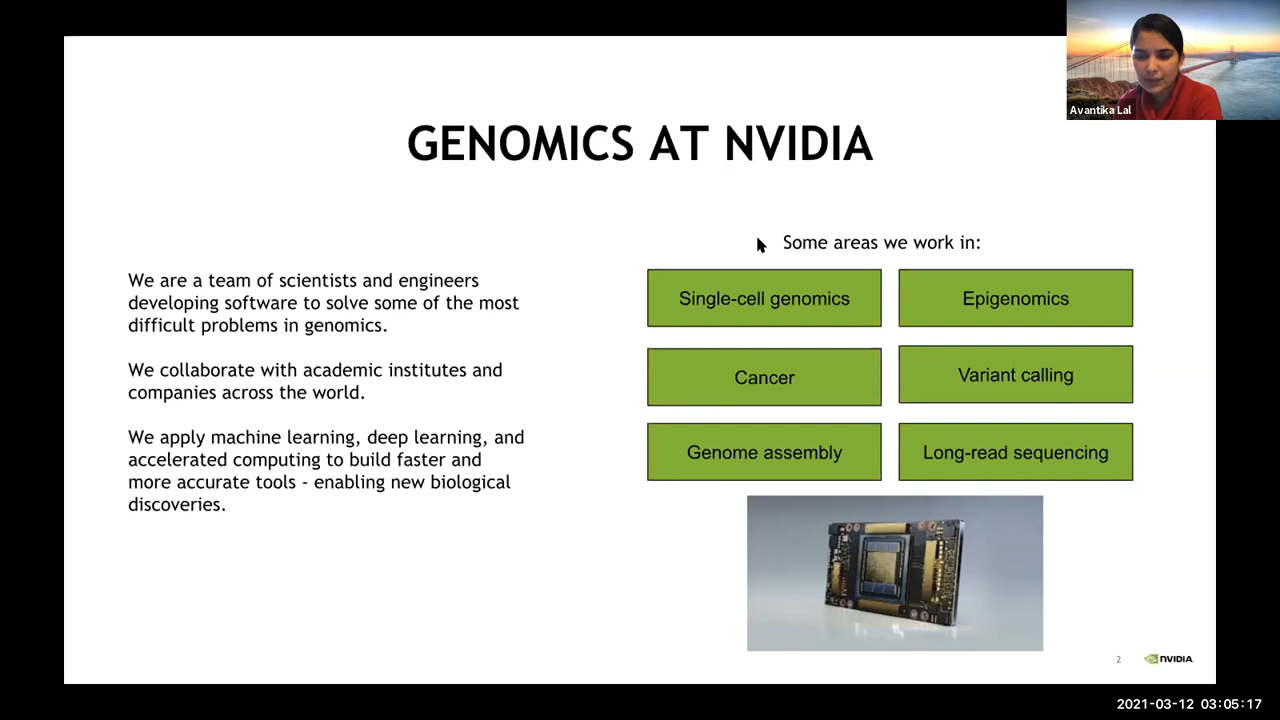 Avantika Lal
GENOMICS AT NVIDIA
We are a team of scientists and engineers
developing software to solve some of the most
difficult problems in genomics.
We collaborate with academic institutes and
companies across the world.
We apply machine learning, deep learning, and
accelerated computing to build faster and
more accurate tools - enabling new biological
discoveries.
Some areas we work in:
Single-cell genomics
Epigenomics
Cancer
Variant calling
Genome assembly
Long-read sequencing
2
NVIDIA.
2021-03-12 03:05:17